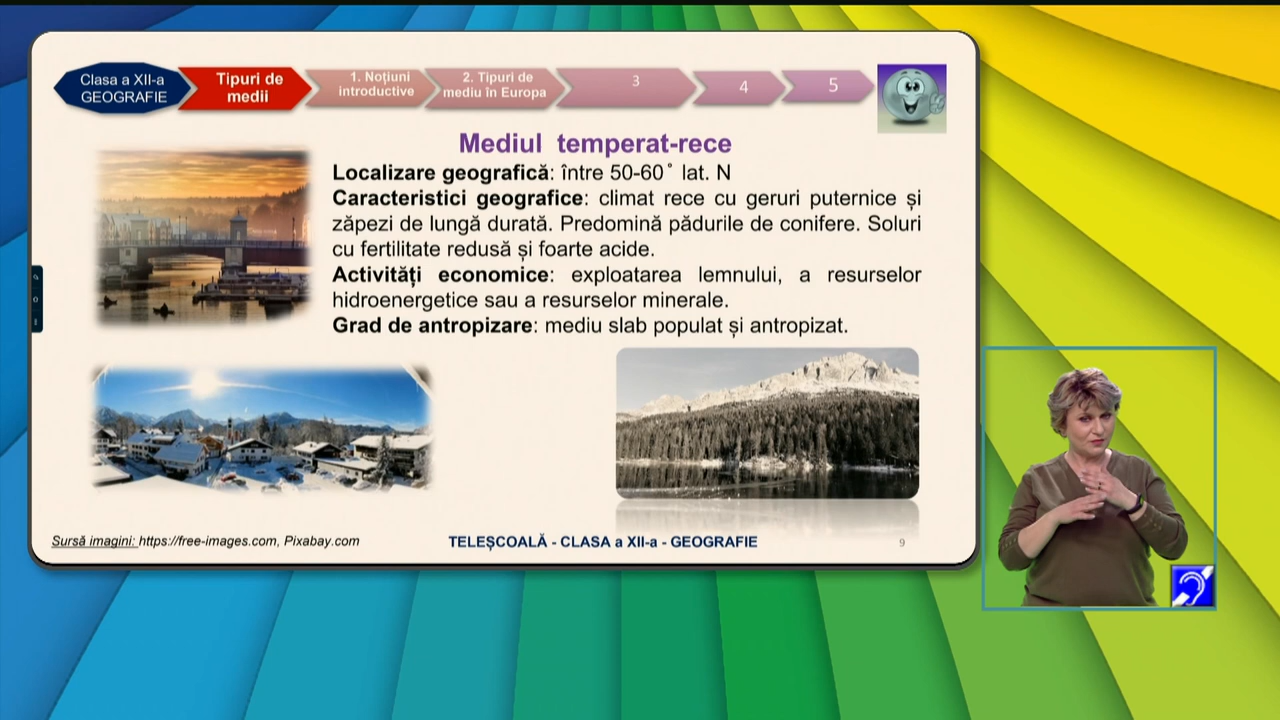 Clasa a XII-a
GEOGRAFIE
Tipuri de
medii
1. Noțiuni
introductive
2. Tipuri de
mediu în Europa
3
4
5
Mediul temperat-rece
Localizare geografică: între 50-60˚ lat. N
Caracteristici geografice: climat rece cu geruri puternice și
zăpezi de lungă durată. Predomină pădurile de conifere. Soluri
cu fertilitate redusă și foarte acide.
Activități economice: exploatarea lemnului, a resurselor
hidroenergetice sau a resurselor minerale.
Grad de antropizare: mediu slab populat și antropizat.
Sursă imagini: https://free-images.com, Pixabay.com
TELEȘCOALĂ - CLASA a XII-a - GEOGRAFIE
9